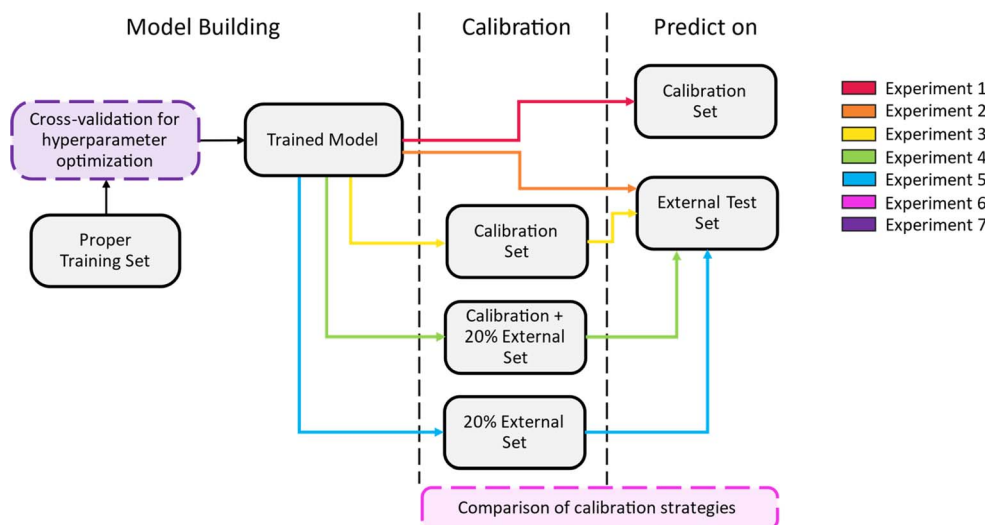 Model Building
Calibration
Predict on
Cross-validation for
hyperparameter
optimization
Trained Model
Proper
Training Set
Calibration
Set
Calibration +
20% External
Set
20% External
Set
Calibration
Set
External Test
Set
Comparison of calibration strategies
Experiment 1
Experiment 2
Experiment 3
Experiment 4
Experiment 5
Experiment 6
Experiment 7